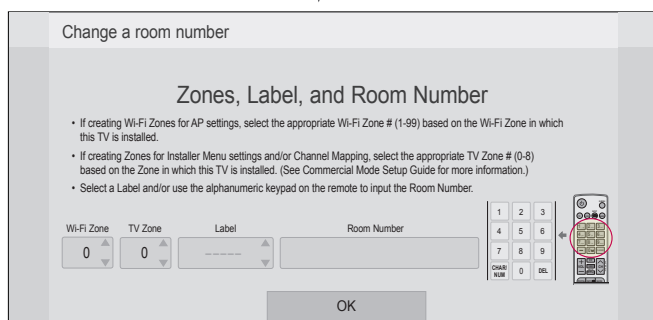 Change a room number
Zones, Label, and Room Number
• If creating Wi-Fi Zones for AP settings, select the appropriate Wi-Fi Zone # (1-99) based on the Wi-Fi Zone in which
this TV is installed.
• If creating Zones for Installer Menu settings and/or Channel Mapping, select the appropriate TV Zone # (0-8)
based on the Zone in which this TV is installed. (See Commercial Mode Setup Guide for more information.)
• Select a Label and/or use the alphanumeric keypad on the remote to input the Room Number.
Wi-Fi Zone TV Zone Label Room Number
0 0 -----
1 2 3
4 5 6
7 8 9
CHAR/
NUM 0 DEL
OK